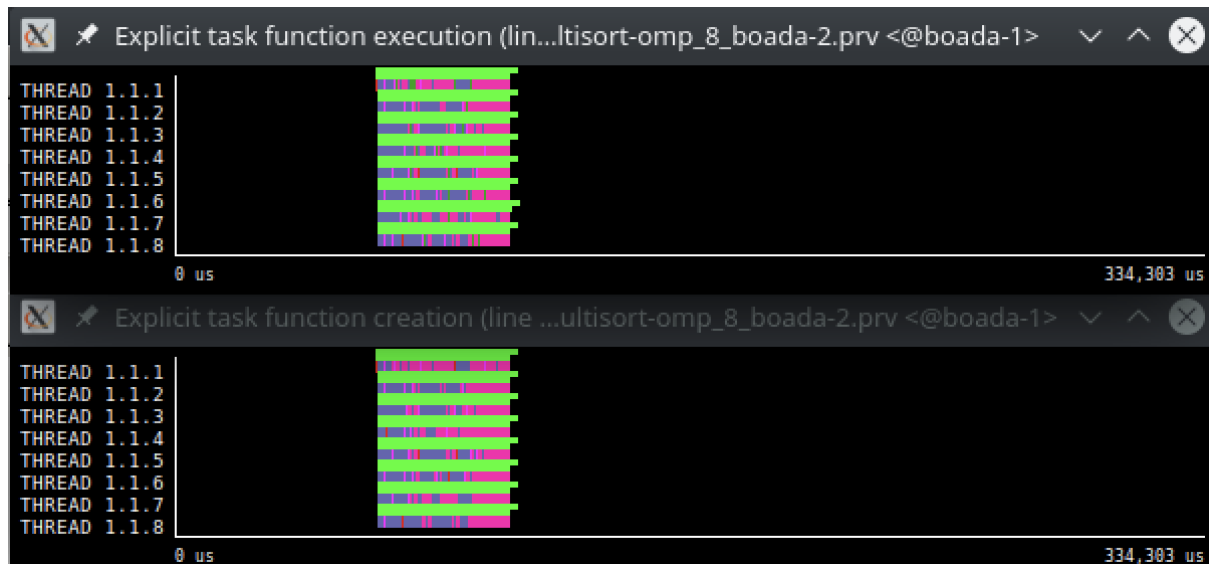 Explicit task function execution (lin...ltisort-omp_8_boada-2.prv <@boada-1>
THREAD 1.1.1
THREAD 1.1.2
THREAD 1.1.3
THREAD 1.1.4
THREAD 1.1.5
THREAD 1.1.6
THREAD 1.1.7
THREAD 1.1.8
0 us 334,303 us
Explicit task function creation (line ...ultisort-omp_8_boada-2.prv <@boada-1>
THREAD 1.1.1
THREAD 1.1.2
THREAD 1.1.3
THREAD 1.1.4
THREAD 1.1.5
THREAD 1.1.6
THREAD 1.1.7
THREAD 1.1.8
0 us 334,303 us